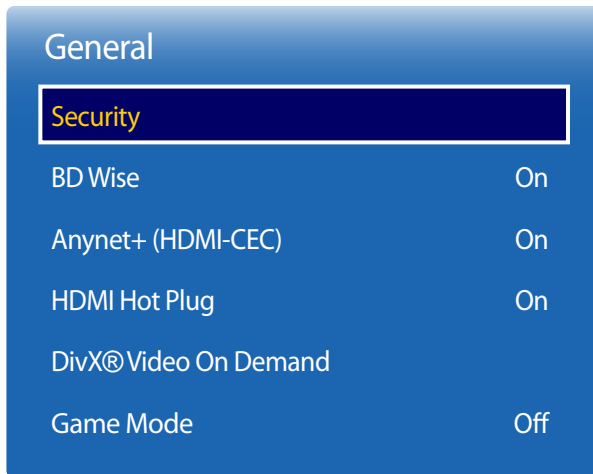 General
Security
BD Wise On
Anynet+ (HDMI-CEC) On
HDMI Hot Plug On
DivX® Video On Demand
Game Mode Off